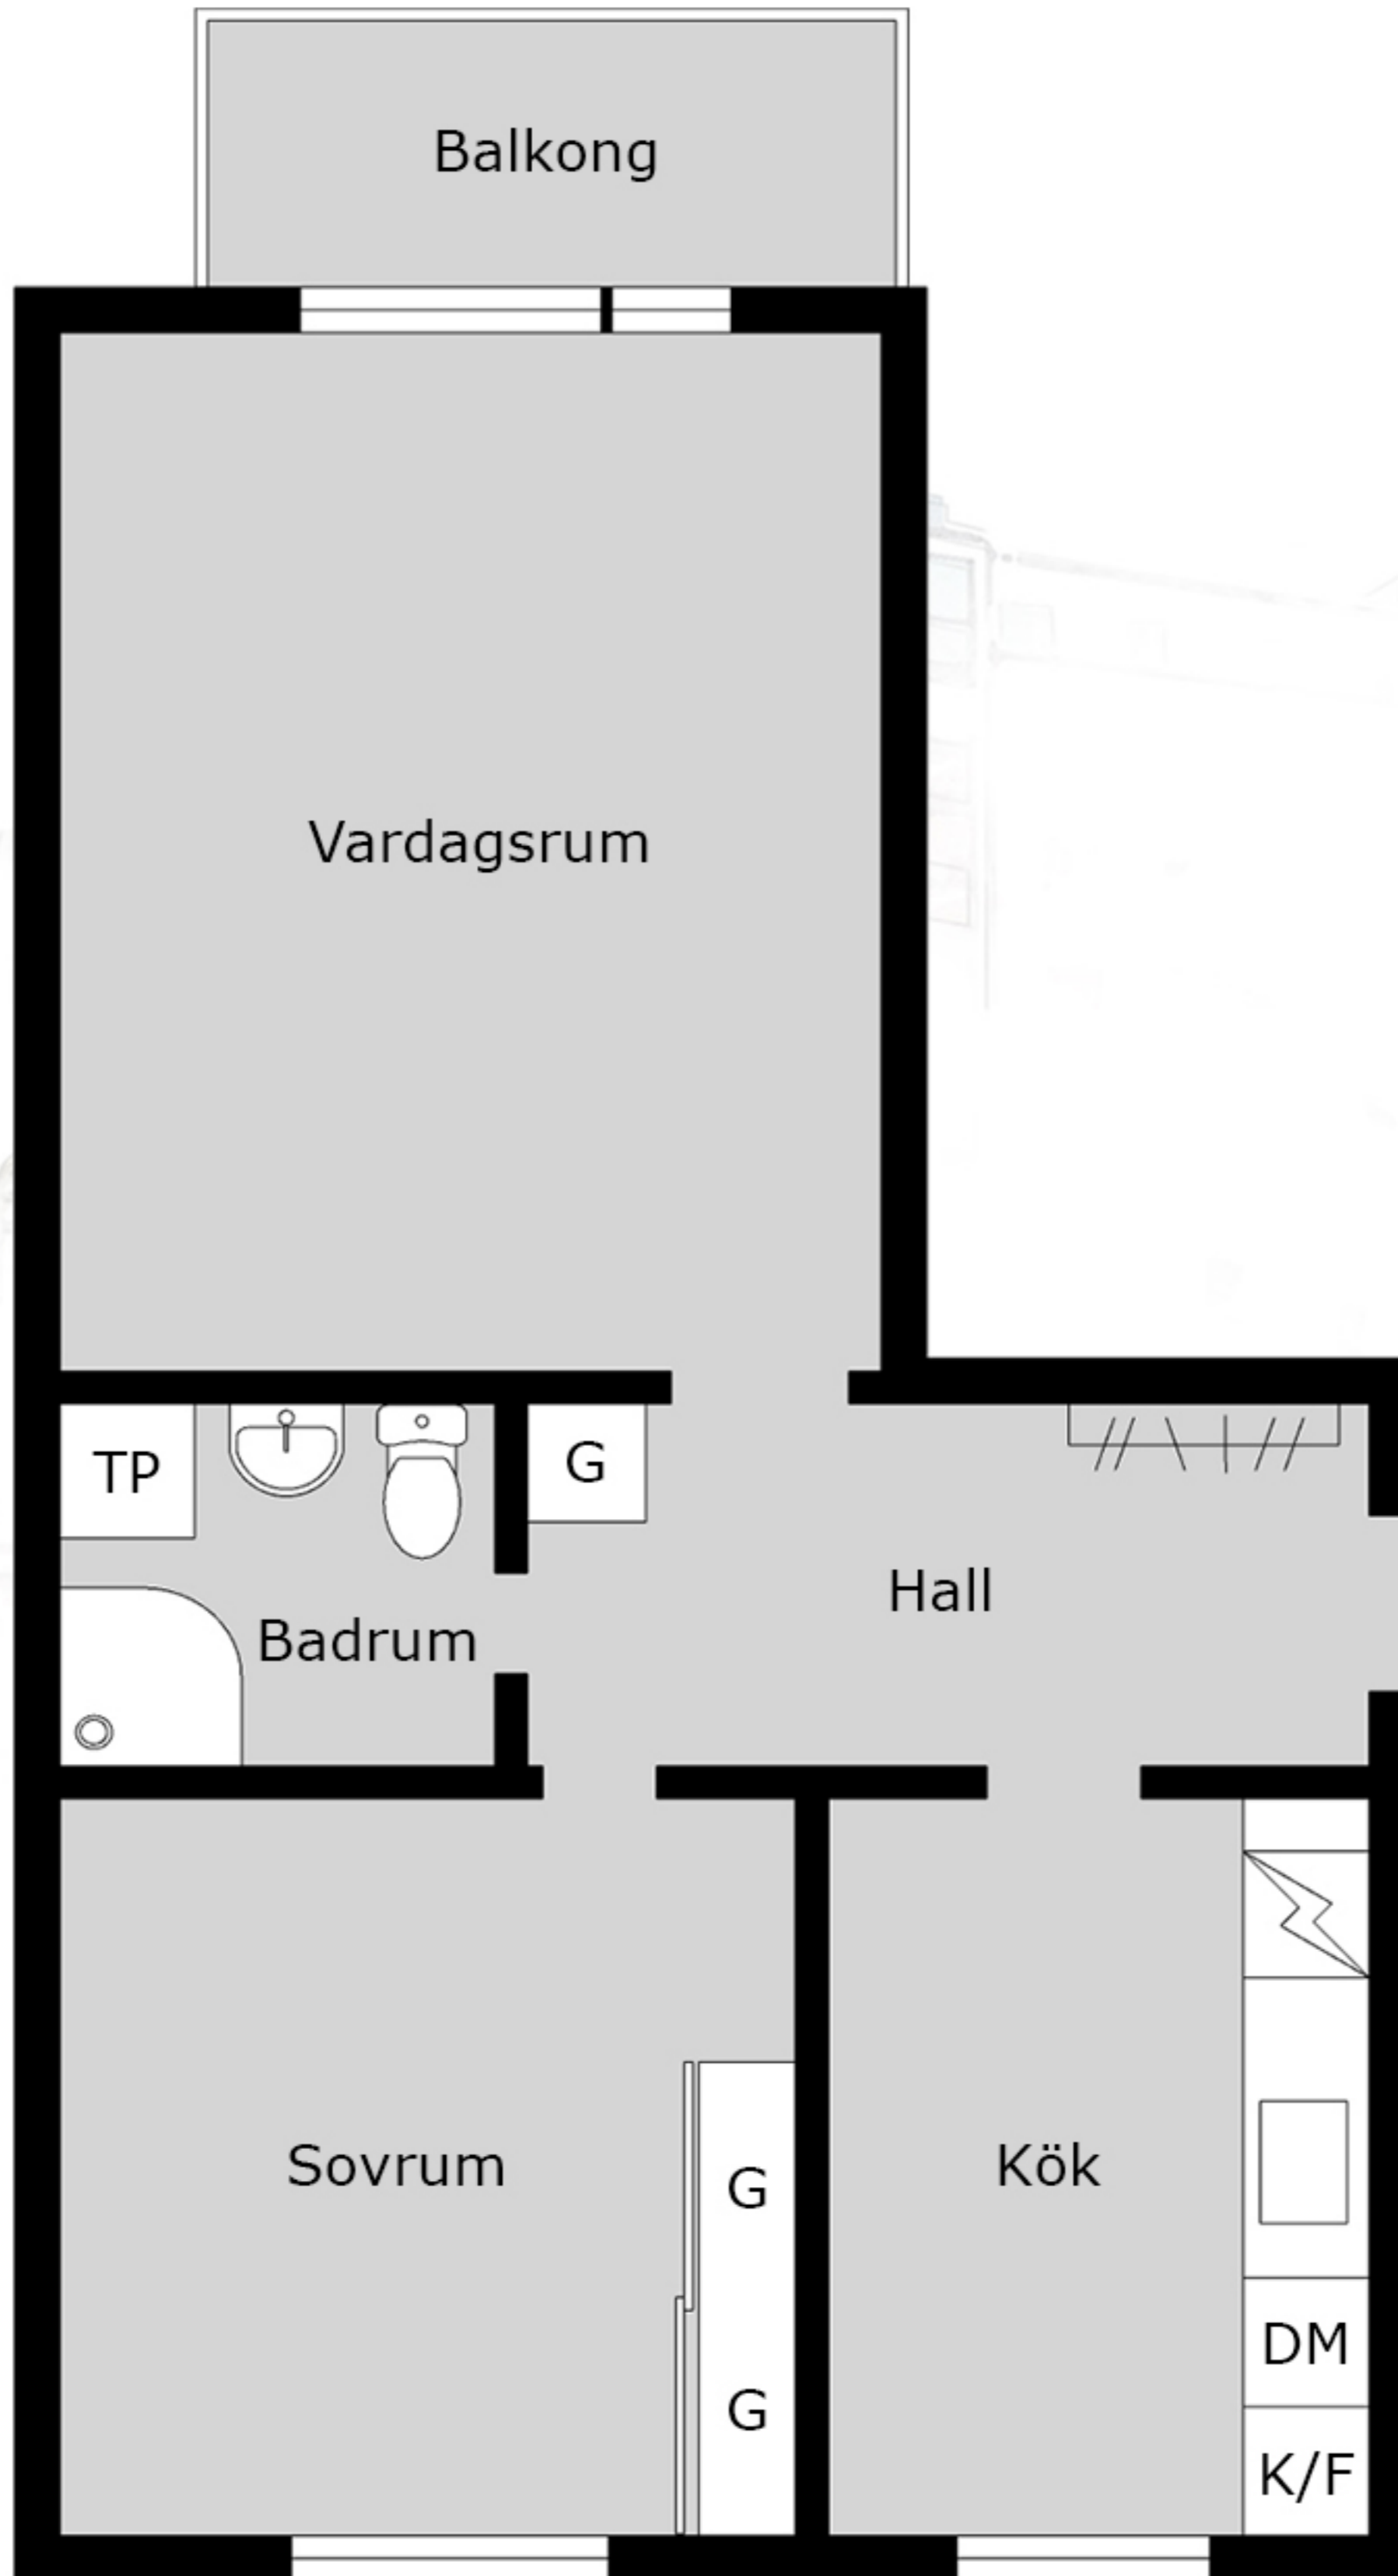 Balkong
Vardagsrum
TP
G
Hall
Badrum
Sovrum
Kök
G
DM
G
K/F